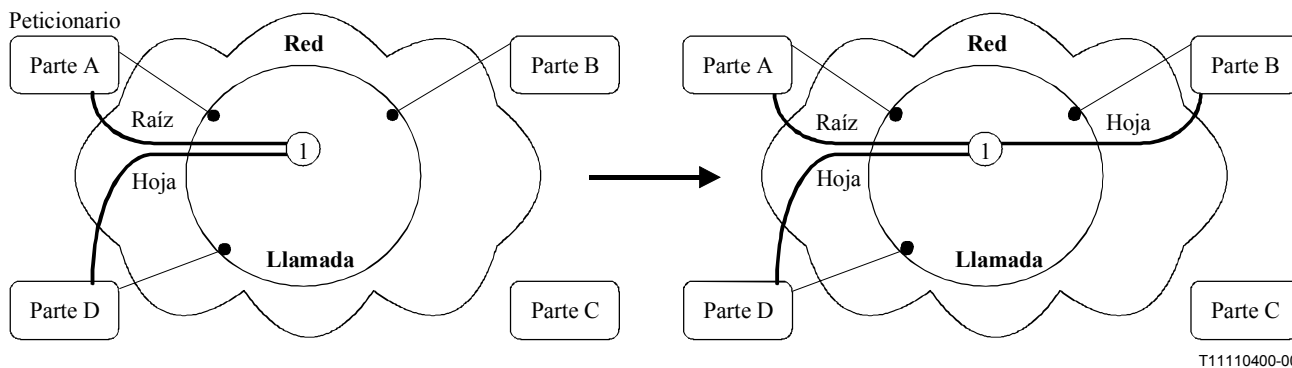 Peticionario
Parte A
Red
Parte B
Raíz
1
Hoja
Llamada
Parte D
Parte C
Parte A
Red
Parte B
Raíz
Hoja
1
Hoja
Llamada
Parte D
Parte C
T11110400-00